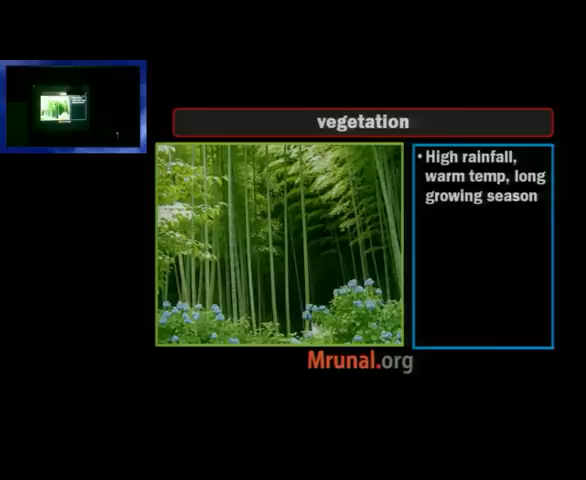 vegetation
• High rainfall,
warm temp, long
growing season
Mrunal.org